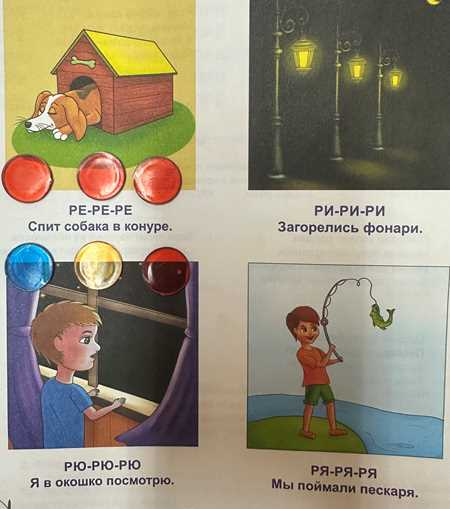 РЕ-РЕ-РЕ
Спит собака в конуре.
РИ-РИ-РИ
Загорелись фонари.
РЮ-РЮ-РЮ
Я в окошко посмотрю.
РЯ-РЯ-РЯ
Мы поймали пескаря.